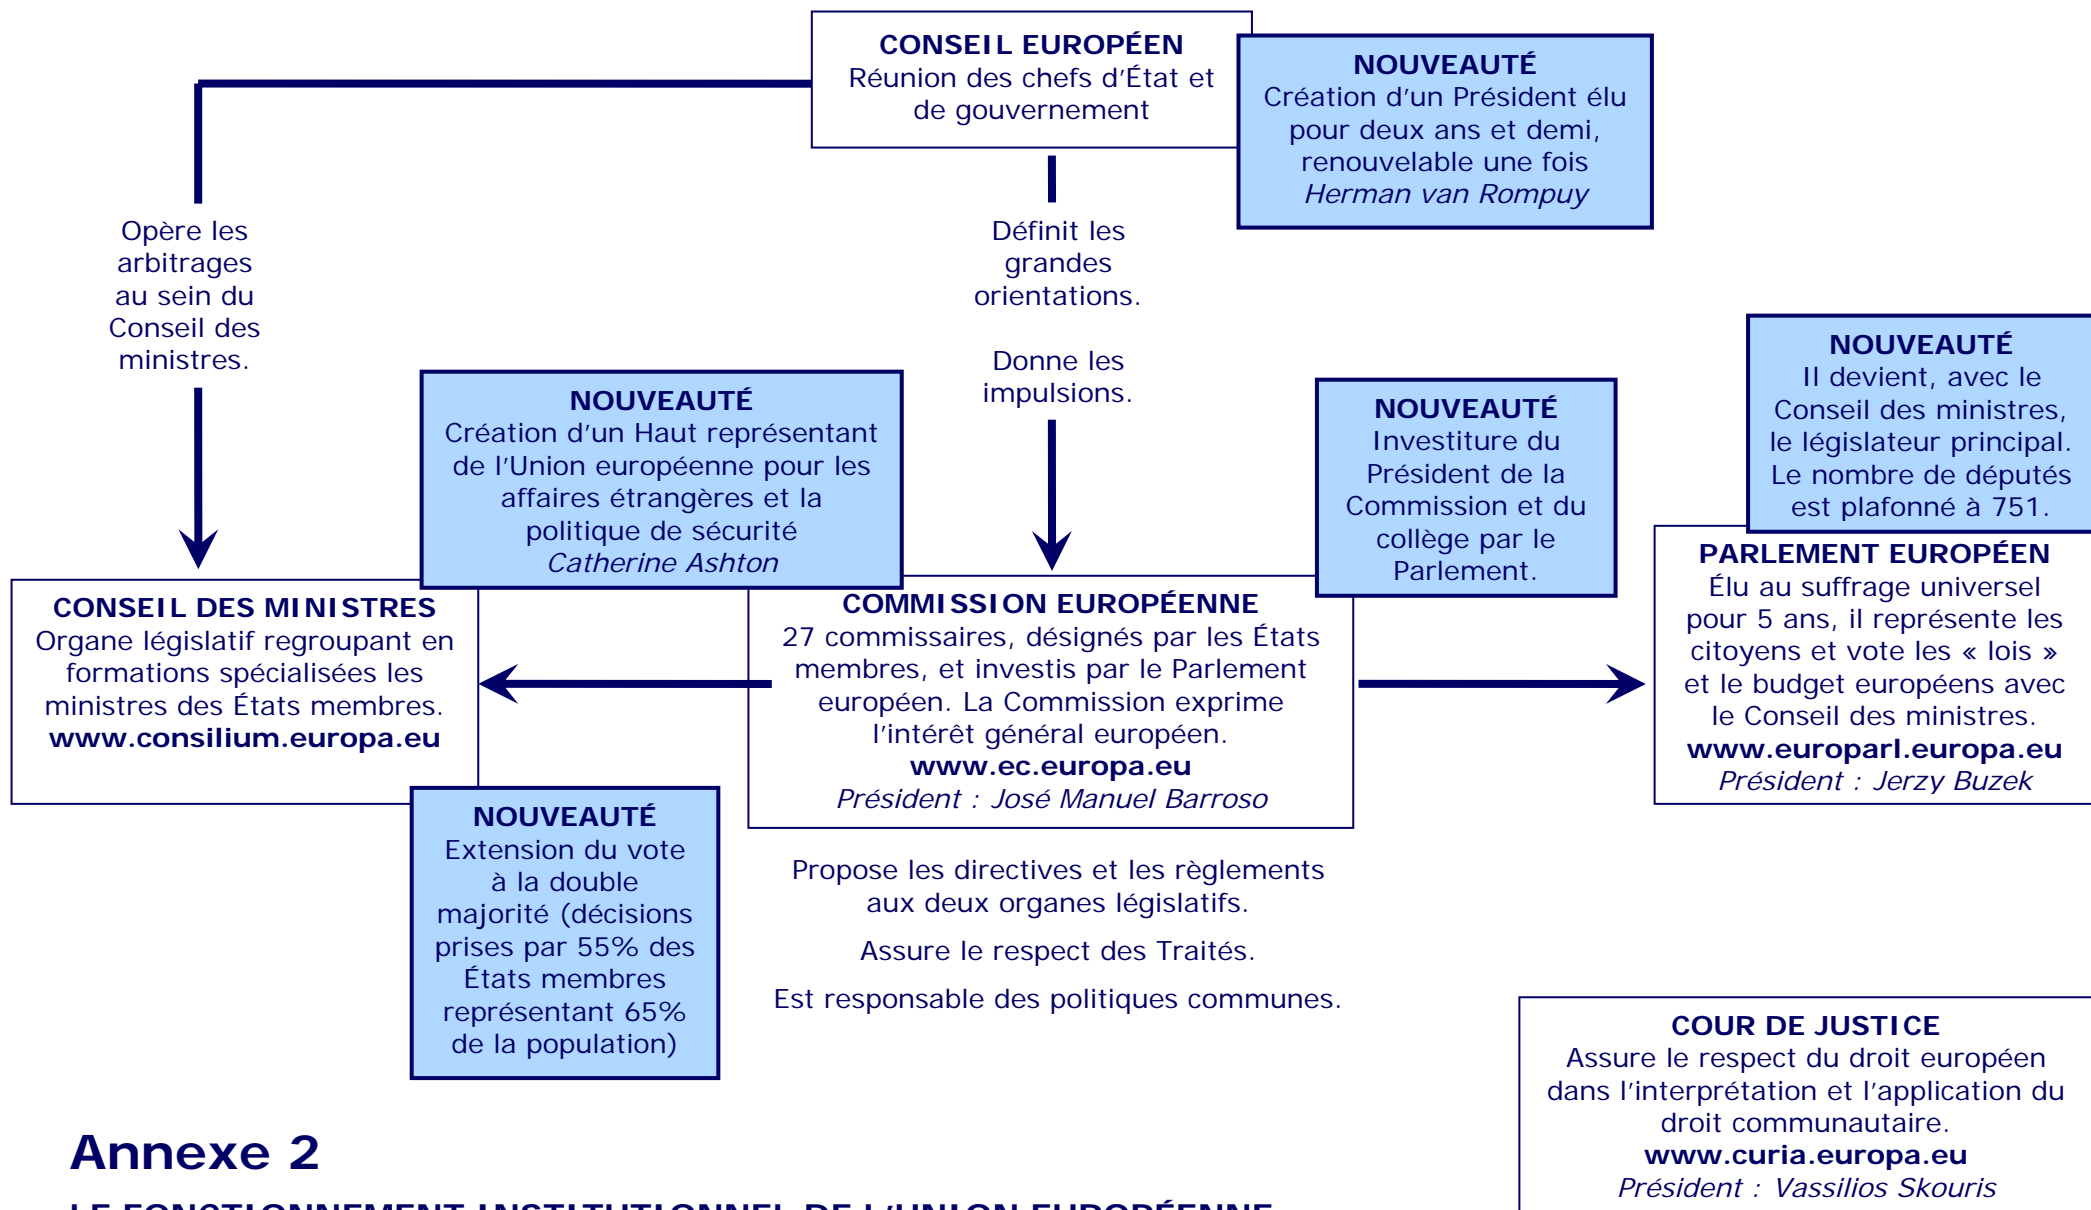 CONSEIL EUROPÉEN
Réunion des chefs d'État et
de gouvernement
NOUVEAUTÉ
Création d'un Président élu
pour deux ans et demi,
renouvelable une fois
Herman van Rompuy
Opère les
arbitrages
au sein du
Conseil des
ministres.
Définit les
grandes
orientations.
Donne les
impulsions.
NOUVEAUTÉ
Création d'un Haut représentant
de l'Union européenne pour les
affaires étrangères et la
politique de sécurité
Catherine Ashton
NOUVEAUTÉ
Investiture du
Président de la
Commission et du
collège par le
Parlement.
NOUVEAUTÉ
Il devient, avec le
Conseil des ministres,
le législateur principal.
Le nombre de députés
est plafonné à 751.
CONSEIL DES MINISTRES
Organe législatif regroupant en
formations spécialisées les
ministres des États membres.
www.consilium.europa.eu
COMMISSION EUROPÉENNE
27 commissaires, désignés par les États
membres, et investis par le Parlement
européen. La Commission exprime
l'intérêt général européen.
www.ec.europa.eu
Président : José Manuel Barroso
PARLEMENT EUROPÉEN
Élu au suffrage universel
pour 5 ans, il représente les
citoyens et vote les « lois »
et le budget européens avec
le Conseil des ministres.
www.europarl.europa.eu
Président : Jerzy Buzek
NOUVEAUTÉ
Extension du vote
à la double
majorité (décisions
prises par 55% des
États membres
représentant 65%
de la population)
Propose les directives et les règlements
aux deux organes législatifs.
Assure le respect des Traités.
Est responsable des politiques communes.
COUR DE JUSTICE
Assure le respect du droit européen
dans l'interprétation et l'application du
droit communautaire.
www.curia.europa.eu
Président : Vassilios Skouris
Annexe 2
LE FONCTIONNEMENT INSTITUTIONNEL DE L'UNION EUROPÉENNE